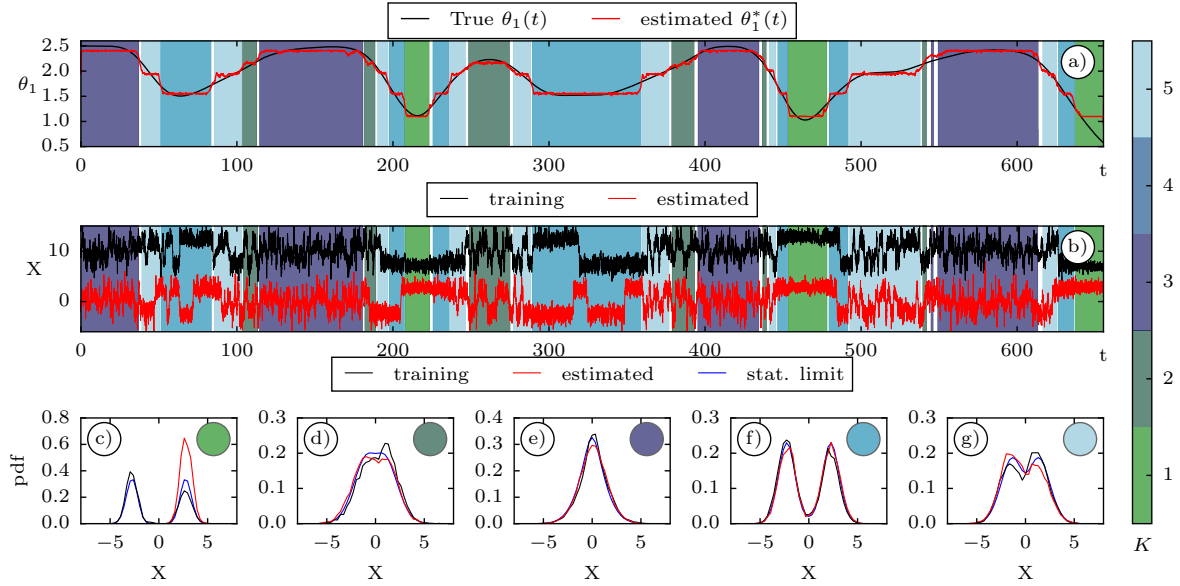 True θ₁(t) estimated θ₁*(t)
2.5
2.0
1.5
1.0
0.5
θ₁
a)
0 100 200 300 400 500 600 t
training estimated
10
0
X
b)
0 100 200 300 400 500 600 t
training estimated stat. limit
pdf
0.8
0.6
0.4
0.2
0.0
c)
−5 0 5
X
0.3
0.2
0.1
0.0
d)
−5 0 5
X
0.4
0.3
0.2
0.1
0.0
e)
−5 0 5
X
0.3
0.2
0.1
0.0
f)
−5 0 5
X
0.3
0.2
0.1
0.0
g)
−5 0 5
X
5
4
3
2
1
K